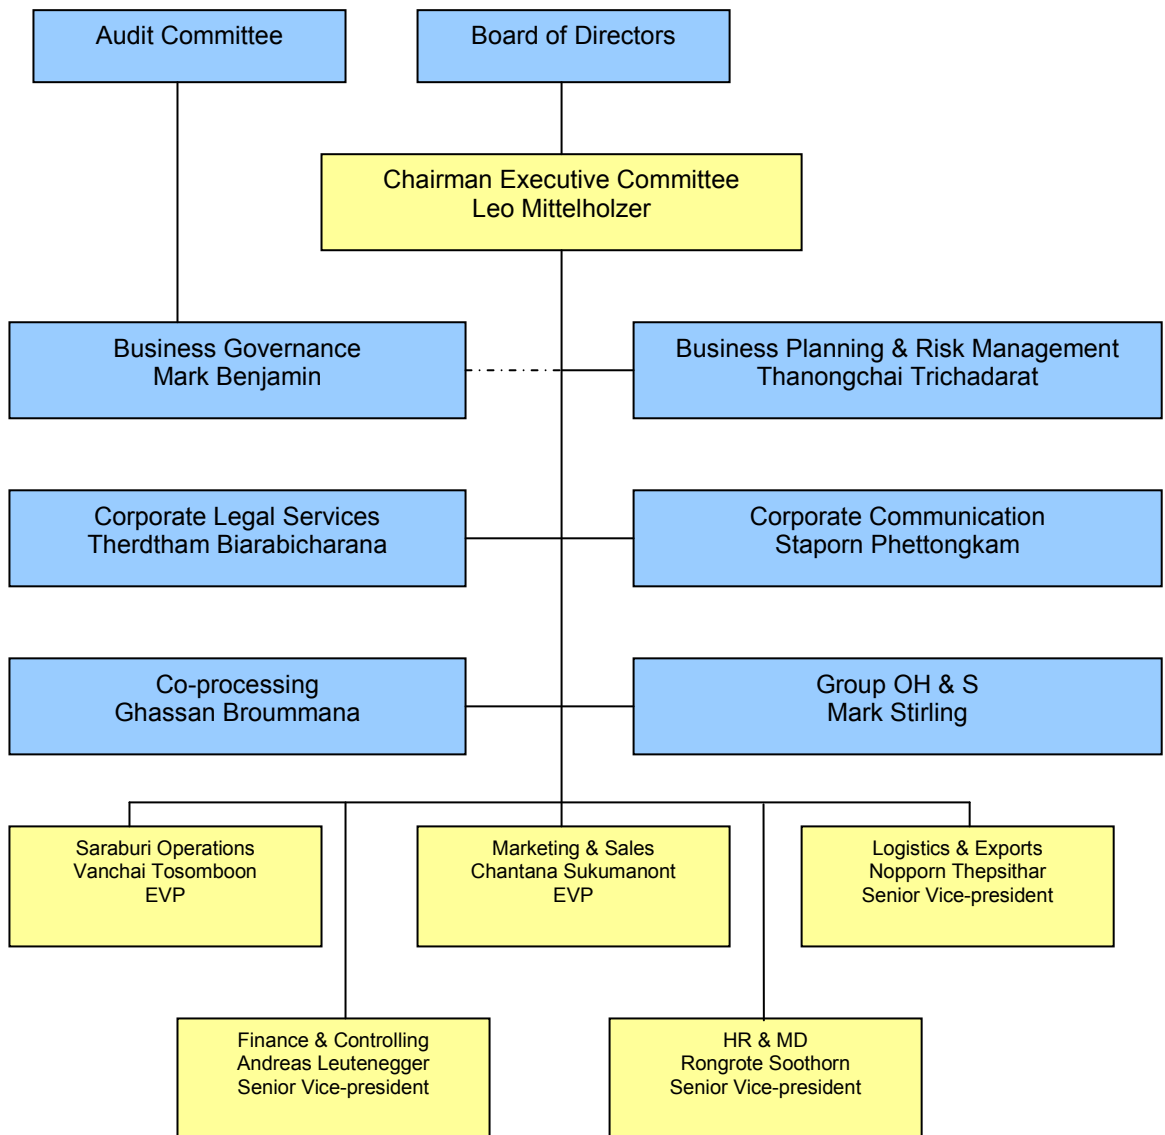 Audit Committee
Board of Directors
Chairman Executive Committee
Leo Mittelholzer
Business Governance
Mark Benjamin
Business Planning & Risk Management
Thanongchai Trichadarat
Corporate Legal Services
Therdtham Biarabicharana
Corporate Communication
Staporn Phettongkam
Co-processing
Ghassan Broummana
Group OH & S
Mark Stirling
Saraburi Operations
Vanchai Tosomboon
EVP
Marketing & Sales
Chantana Sukumanont
EVP
Logistics & Exports
Nopporn Thepsithar
Senior Vice-president
Finance & Controlling
Andreas Leutenegger
Senior Vice-president
HR & MD
Rongrote Soothorn
Senior Vice-president